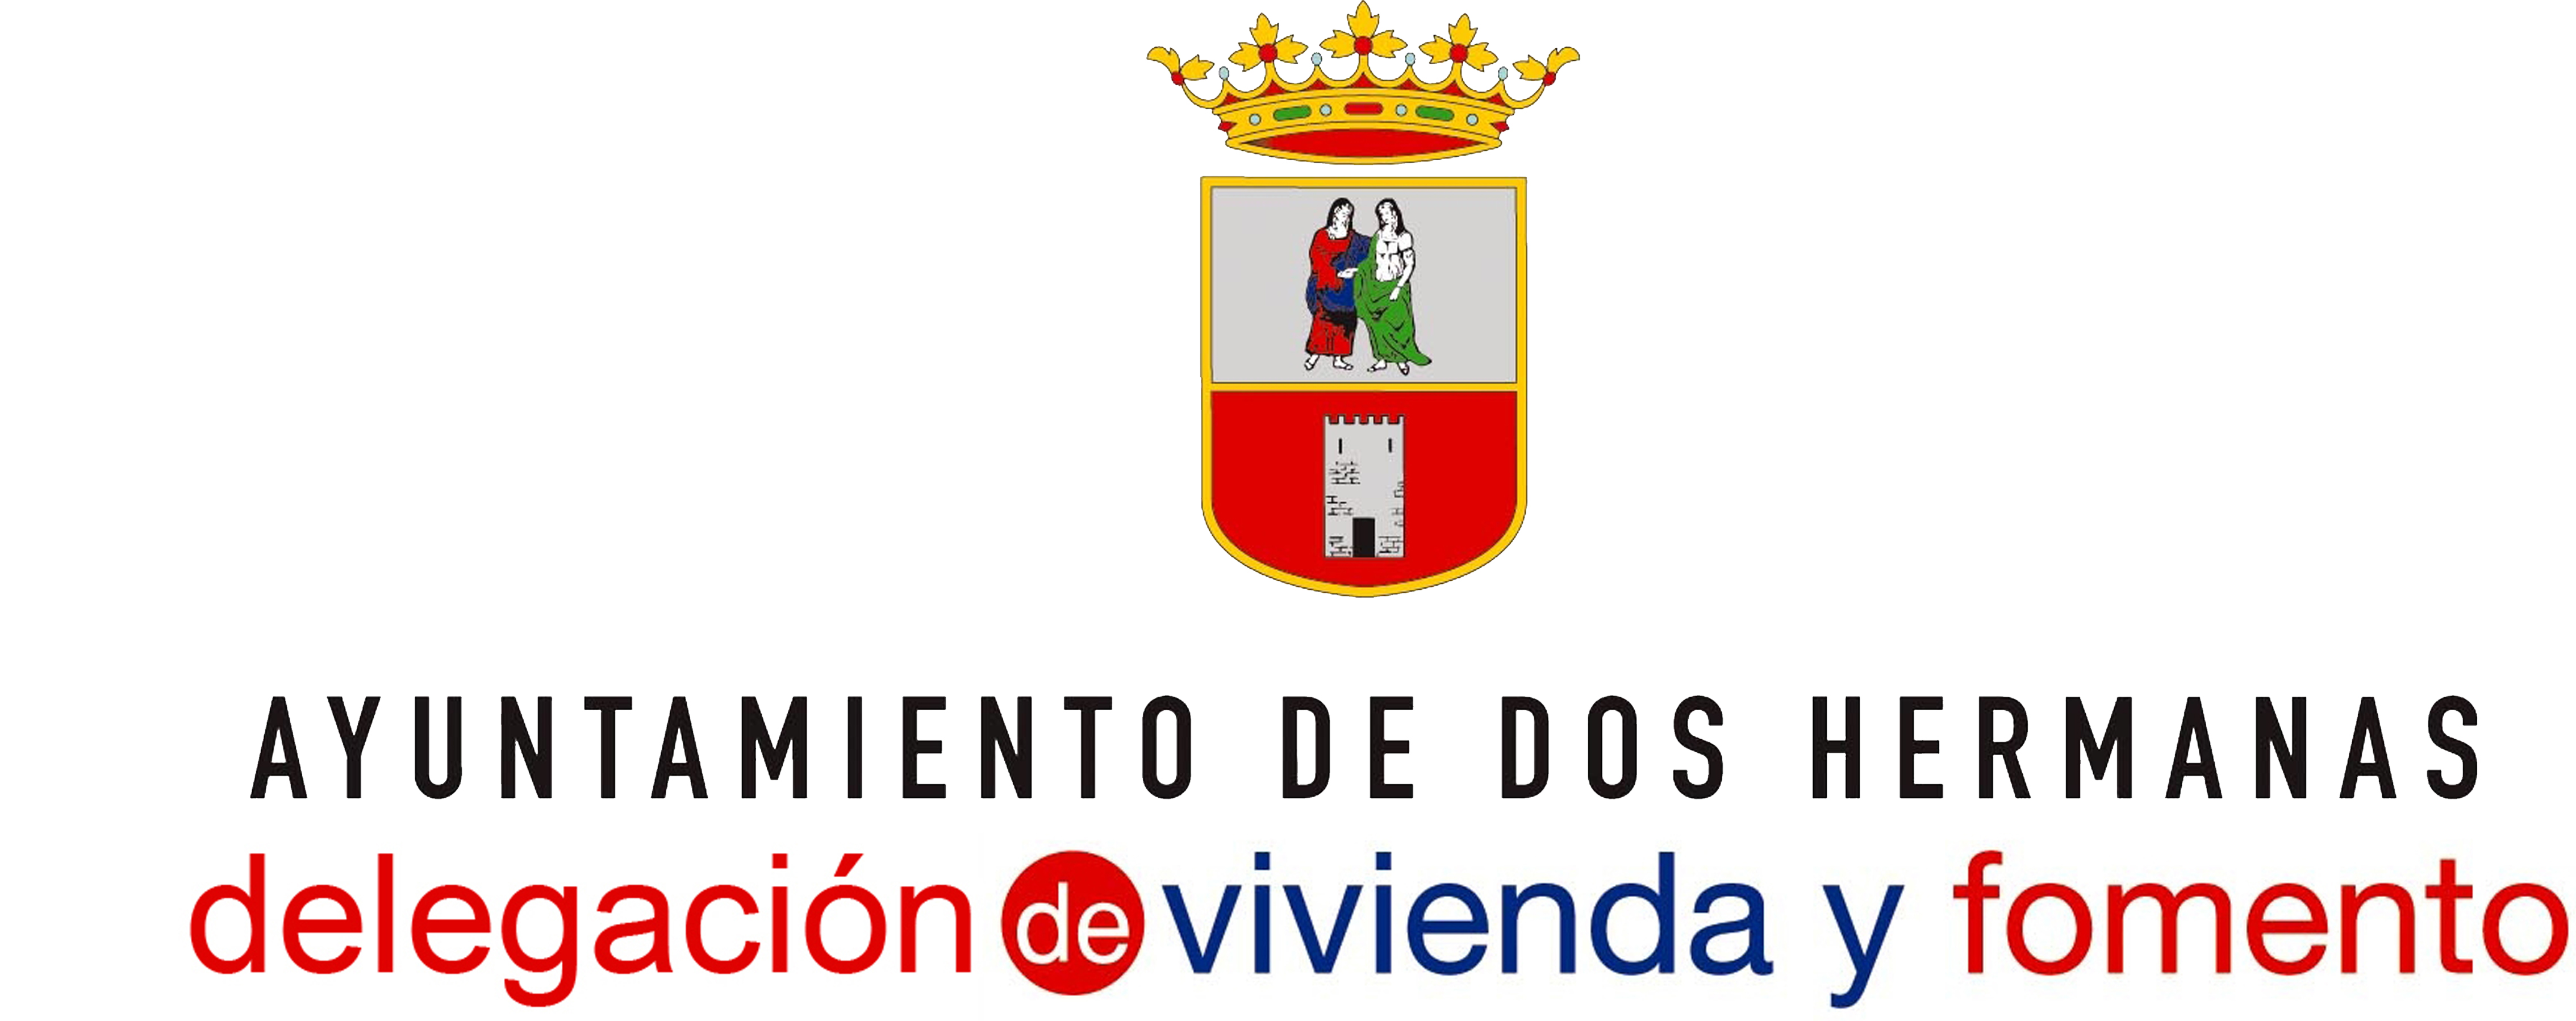 AYUNTAMIENTO DE DOS HERMANAS
delegación de vivienda y fomento